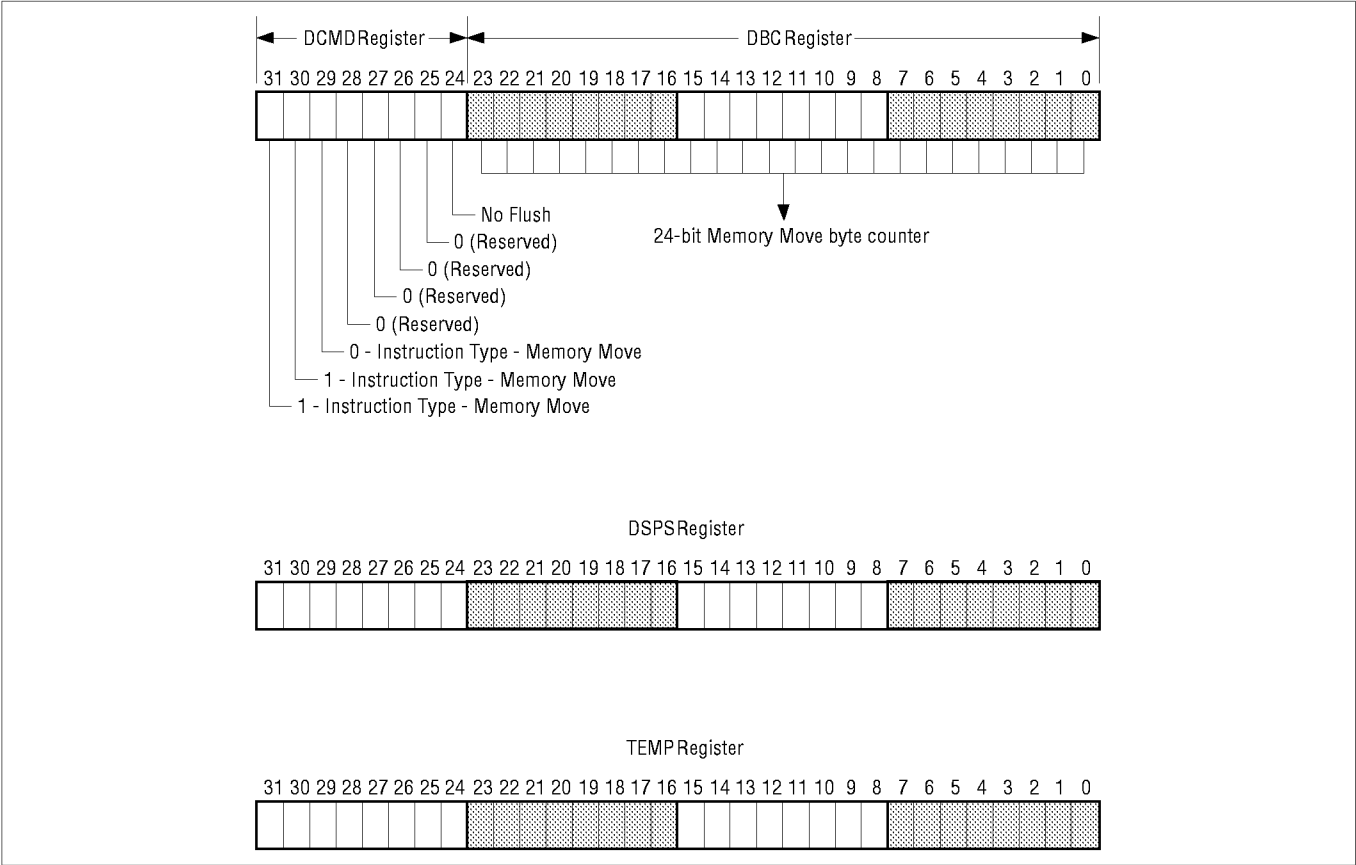 DCMD Register DBC Register
31 30 29 28 27 26 25 24 23 22 21 20 19 18 17 16 15 14 13 12 11 10 9 8 7 6 5 4 3 2 1 0
No Flush
24-bit Memory Move byte counter
0 (Reserved)
0 (Reserved)
0 (Reserved)
0 (Reserved)
0 - Instruction Type - Memory Move
1 - Instruction Type - Memory Move
1 - Instruction Type - Memory Move
DSPS Register
31 30 29 28 27 26 25 24 23 22 21 20 19 18 17 16 15 14 13 12 11 10 9 8 7 6 5 4 3 2 1 0
TEMP Register
31 30 29 28 27 26 25 24 23 22 21 20 19 18 17 16 15 14 13 12 11 10 9 8 7 6 5 4 3 2 1 0